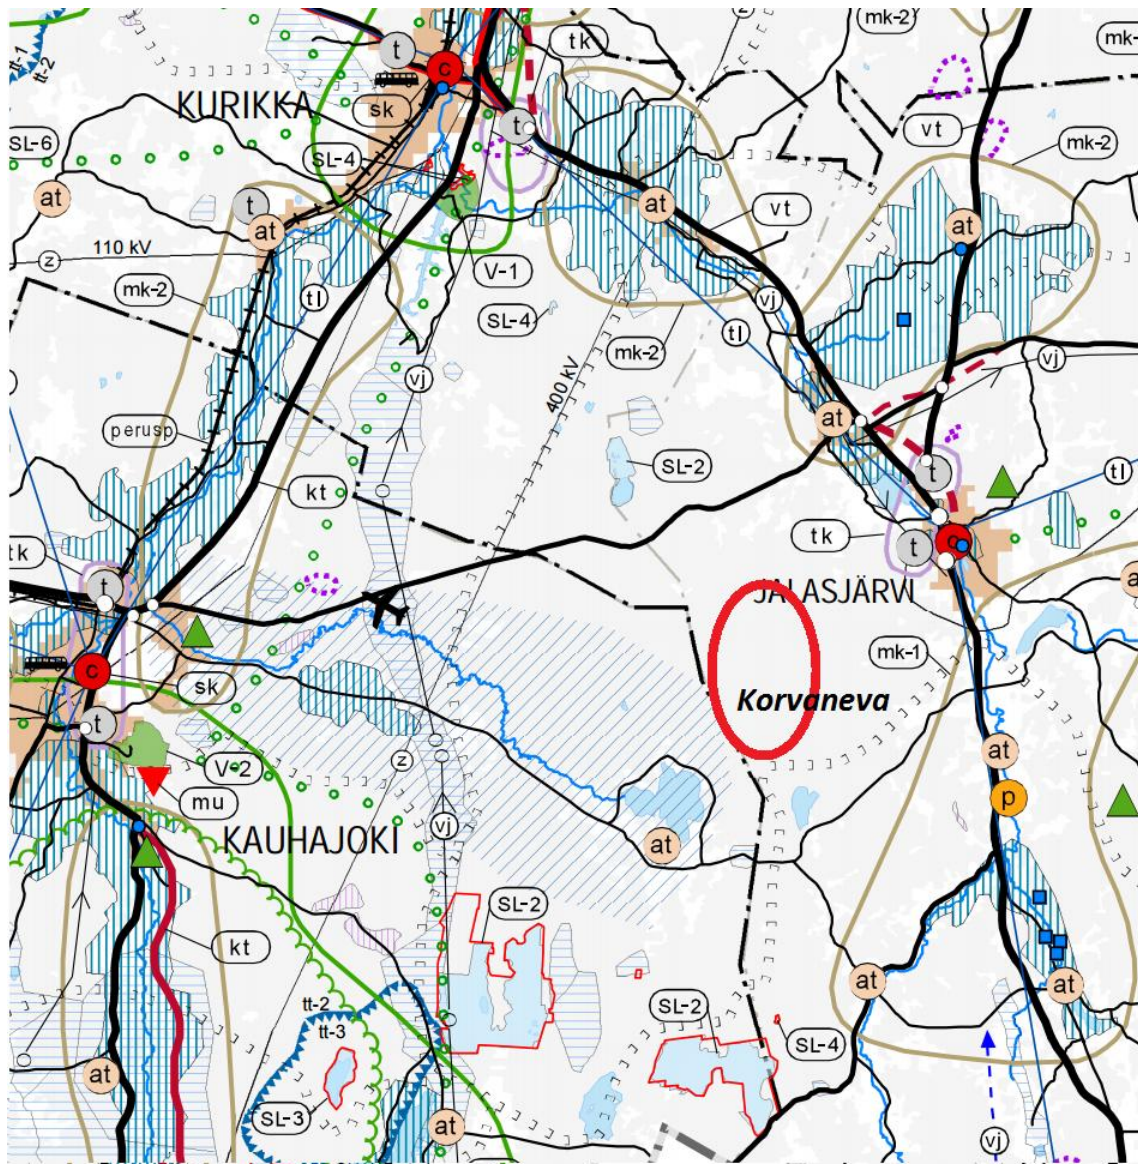 z
mk-2
mk-
tt-1
tt-2
t
tk
c
KURIKKA
sk
t
vt
SL-6
SL-4
mk-2
at
t
at
at
vt
at
110 kV
z
V-1
mk-2
tl
SL-4
vj
tl
mk-2
vj
vj
400 kV
perusp
at
SL-2
t
tl
kt
tk
tk
c
t
t
JALASJÄRVI
a
mk-1
c
sk
Korvaneva
t
at
V-2
z
p
mu
vj
KAUHAJOKI
at
SL-2
kt
at
at
tt-2
tt-3
SL-2
SL-4
at
SL-3
at
vj